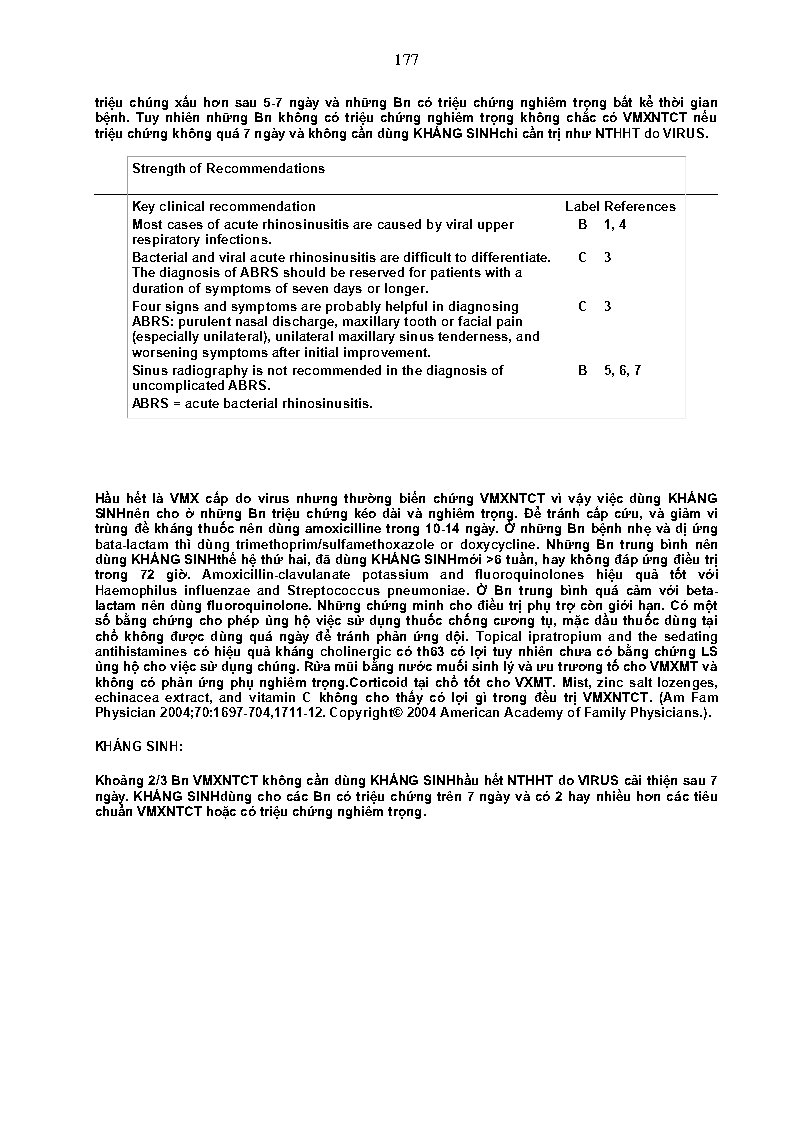 177
triệu chúng xấu hơn sau 5-7 ngày và những Bn có triệu chứng nghiêm trọng bất kể thời gian
bệnh. Tuy nhiên những Bn không có triệu chứng nghiêm trọng không chắc có VMXNTCT nếu
triệu chứng không quá 7 ngày và không cần dùng KHÁNG SINHchỉ cần trị như NTHHT do VIRUS.
Strength of Recommendations
Key clinical recommendation Label References
Most cases of acute rhinosinusitis are caused by viral upper B 1, 4
respiratory infections.
Bacterial and viral acute rhinosinusitis are difficult to differentiate. C 3
The diagnosis of ABRS should be reserved for patients with a
duration of symptoms of seven days or longer.
Four signs and symptoms are probably helpful in diagnosing C 3
ABRS: purulent nasal discharge, maxillary tooth or facial pain
(especially unilateral), unilateral maxillary sinus tenderness, and
worsening symptoms after initial improvement.
Sinus radiography is not recommended in the diagnosis of B 5, 6, 7
uncomplicated ABRS.
ABRS = acute bacterial rhinosinusitis.
Hầu hết là VMX cấp do virus nhưng thường biến chứng VMXNTCT vì vậy việc dùng KHÁNG
SINHnên cho ở những Bn triệu chứng kéo dài và nghiêm trọng. Để tránh cấp cứu, và giảm vi
trùng đề kháng thuốc nên dùng amoxicilline trong 10-14 ngày. Ở những Bn bệnh nhẹ và dị ứng
bata-lactam thì dùng trimethoprim/sulfamethoxazole or doxycycline. Những Bn trung bình nên
dùng KHÁNG SINHthế hệ thứ hai, đã dùng KHÁNG SINHmới >6 tuần, hay không đáp ứng điều trị
trong 72 giờ. Amoxicillin-clavulanate potassium and fluoroquinolones hiệu quả tốt với
Haemophilus influenzae and Streptococcus pneumoniae. Ở Bn trung bình quá cảm với beta-
lactam nên dùng fluoroquinolone. Những chứng minh cho điều trị phụ trợ còn giới hạn. Có một
số bằng chứng cho phép ủng hộ việc sử dụng thuốc chống cương tụ, mặc dầu thuốc dùng tại
chổ không được dùng quá ngày để tránh phản ứng dội. Topical ipratropium and the sedating
antihistamines có hiệu quả kháng cholinergic có th63 có lợi tuy nhiên chưa có bằng chứng LS
ủng hộ cho việc sử dụng chúng. Rửa mũi bằng nước muối sinh lý và ưu trương tố cho VMXMT và
không có phản ứng phụ nghiêm trọng.Corticoid tại chổ tốt cho VXMT. Mist, zinc salt lozenges,
echinacea extract, and vitamin C không cho thấy có lợi gì trong đều trị VMXNTCT. (Am Fam
Physician 2004;70:1697-704,1711-12. Copyright© 2004 American Academy of Family Physicians.).
KHÁNG SINH:
Khoảng 2/3 Bn VMXNTCT không cần dùng KHÁNG SINHhầu hết NTHHT do VIRUS cải thiện sau 7
ngày. KHÁNG SINHdùng cho các Bn có triệu chứng trên 7 ngày và có 2 hay nhiều hơn các tiêu
chuẩn VMXNTCT hoặc có triệu chứng nghiêm trọng.